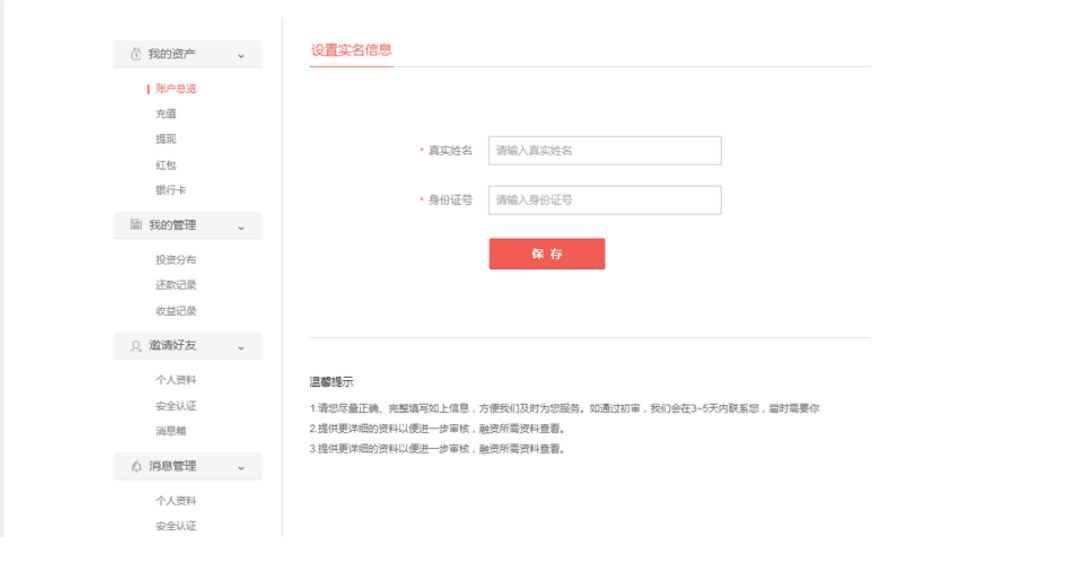 我的资产
账户总览
充值
提现
红包
银行卡
我的管理
投资分布
还款记录
收益记录
邀请好友
个人资料
安全认证
消息箱
消息管理
个人资料
安全认证
设置实名信息
* 真实姓名 请输入真实姓名
* 身份证号 请输入身份证号
保 存
温馨提示
1.请您尽量正确、完整填写如上信息，方便我们及时为您服务。如通过初审，我们会在3~5天内联系您，届时需要你
2.提供更详细的资料以便进一步审核，融资所需资料查看。
3.提供更详细的资料以便进一步审核，融资所需资料查看。